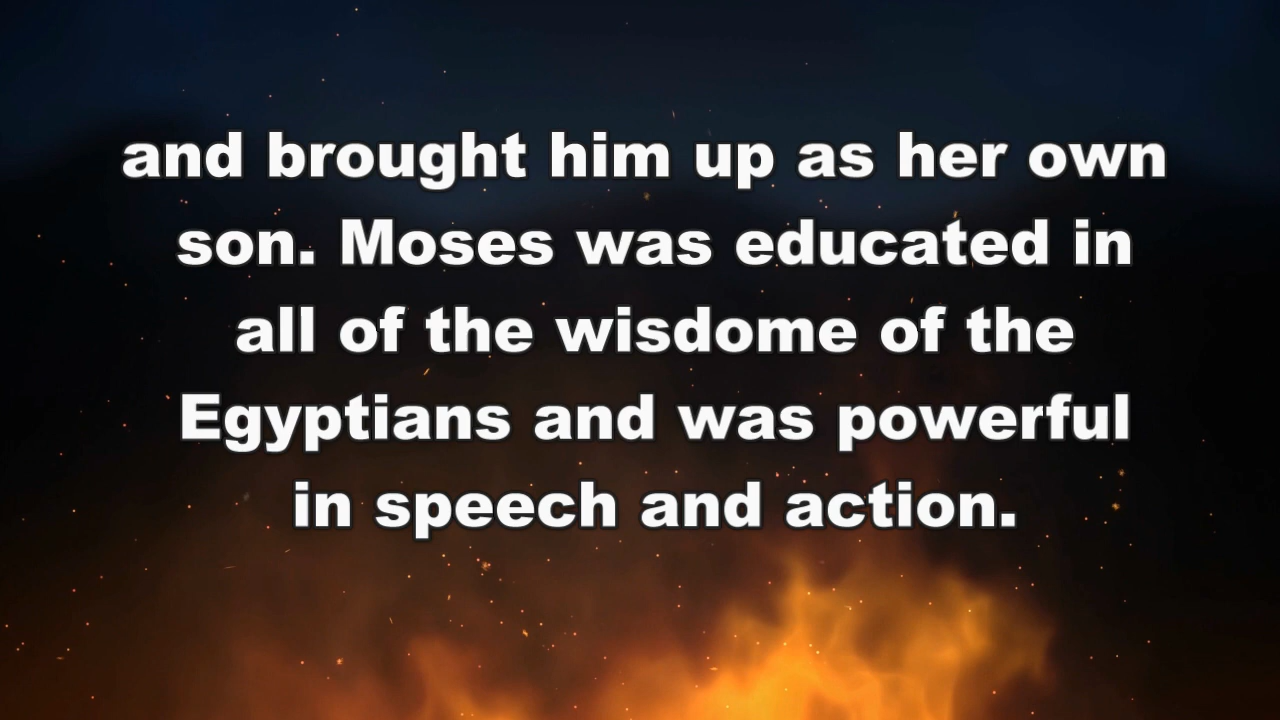 and brought him up as her own
son. Moses was educated in
all of the wisdome of the
Egyptians and was powerful
in speech and action.